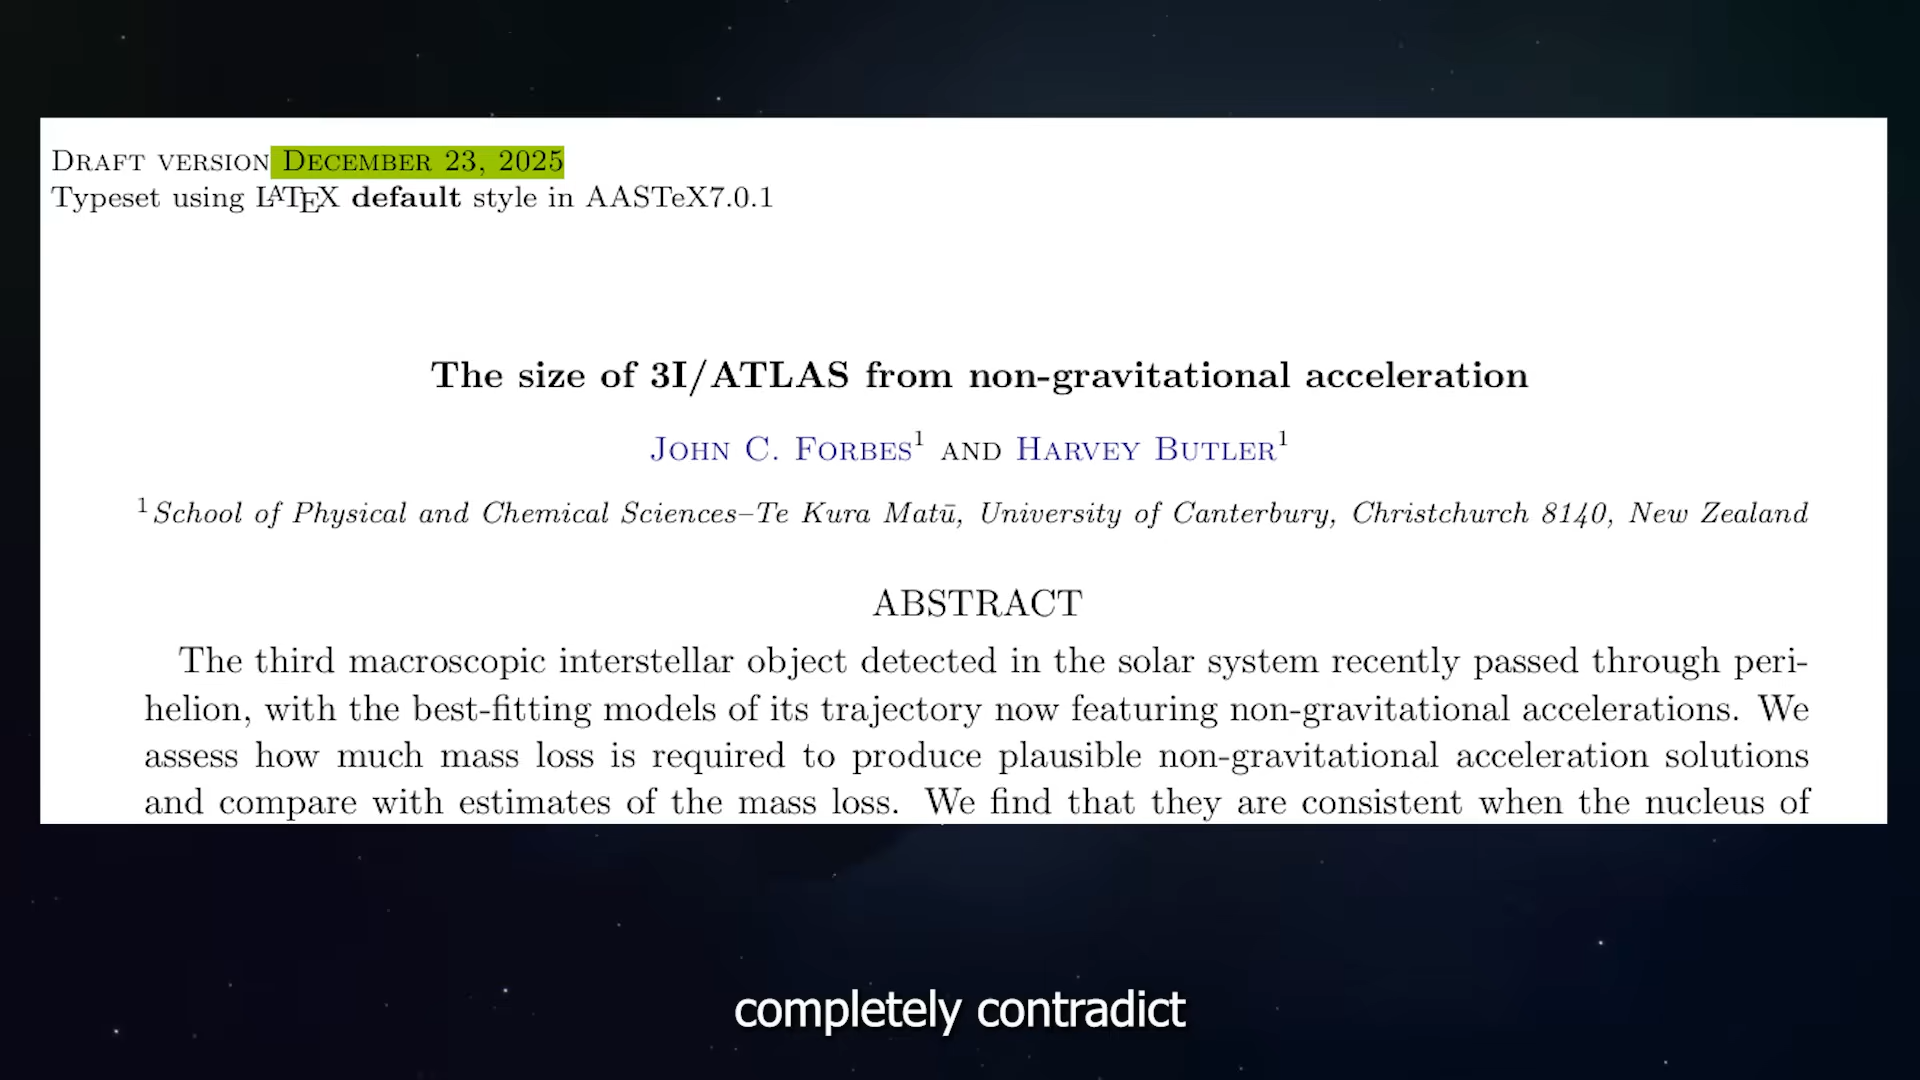 DRAFT VERSION DECEMBER 23, 2025
Typeset using LATEX default style in AASTeX7.0.1
The size of 3I/ATLAS from non-gravitational acceleration
JOHN C. FORBES¹ AND HARVEY BUTLER¹
¹School of Physical and Chemical Sciences–Te Kura Matū, University of Canterbury, Christchurch 8140, New Zealand
ABSTRACT
The third macroscopic interstellar object detected in the solar system recently passed through peri-
helion, with the best-fitting models of its trajectory now featuring non-gravitational accelerations. We
assess how much mass loss is required to produce plausible non-gravitational acceleration solutions
and compare with estimates of the mass loss. We find that they are consistent when the nucleus of
completely contradict